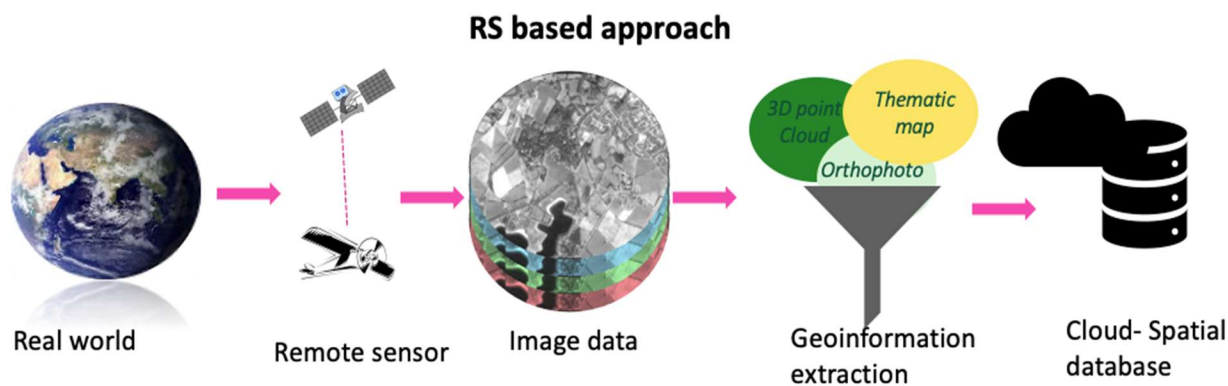 RS based approach
3D point
Cloud
Thematic
map
Orthophoto
Real world
Remote sensor
Image data
Geoinformation
extraction
Cloud- Spatial
database